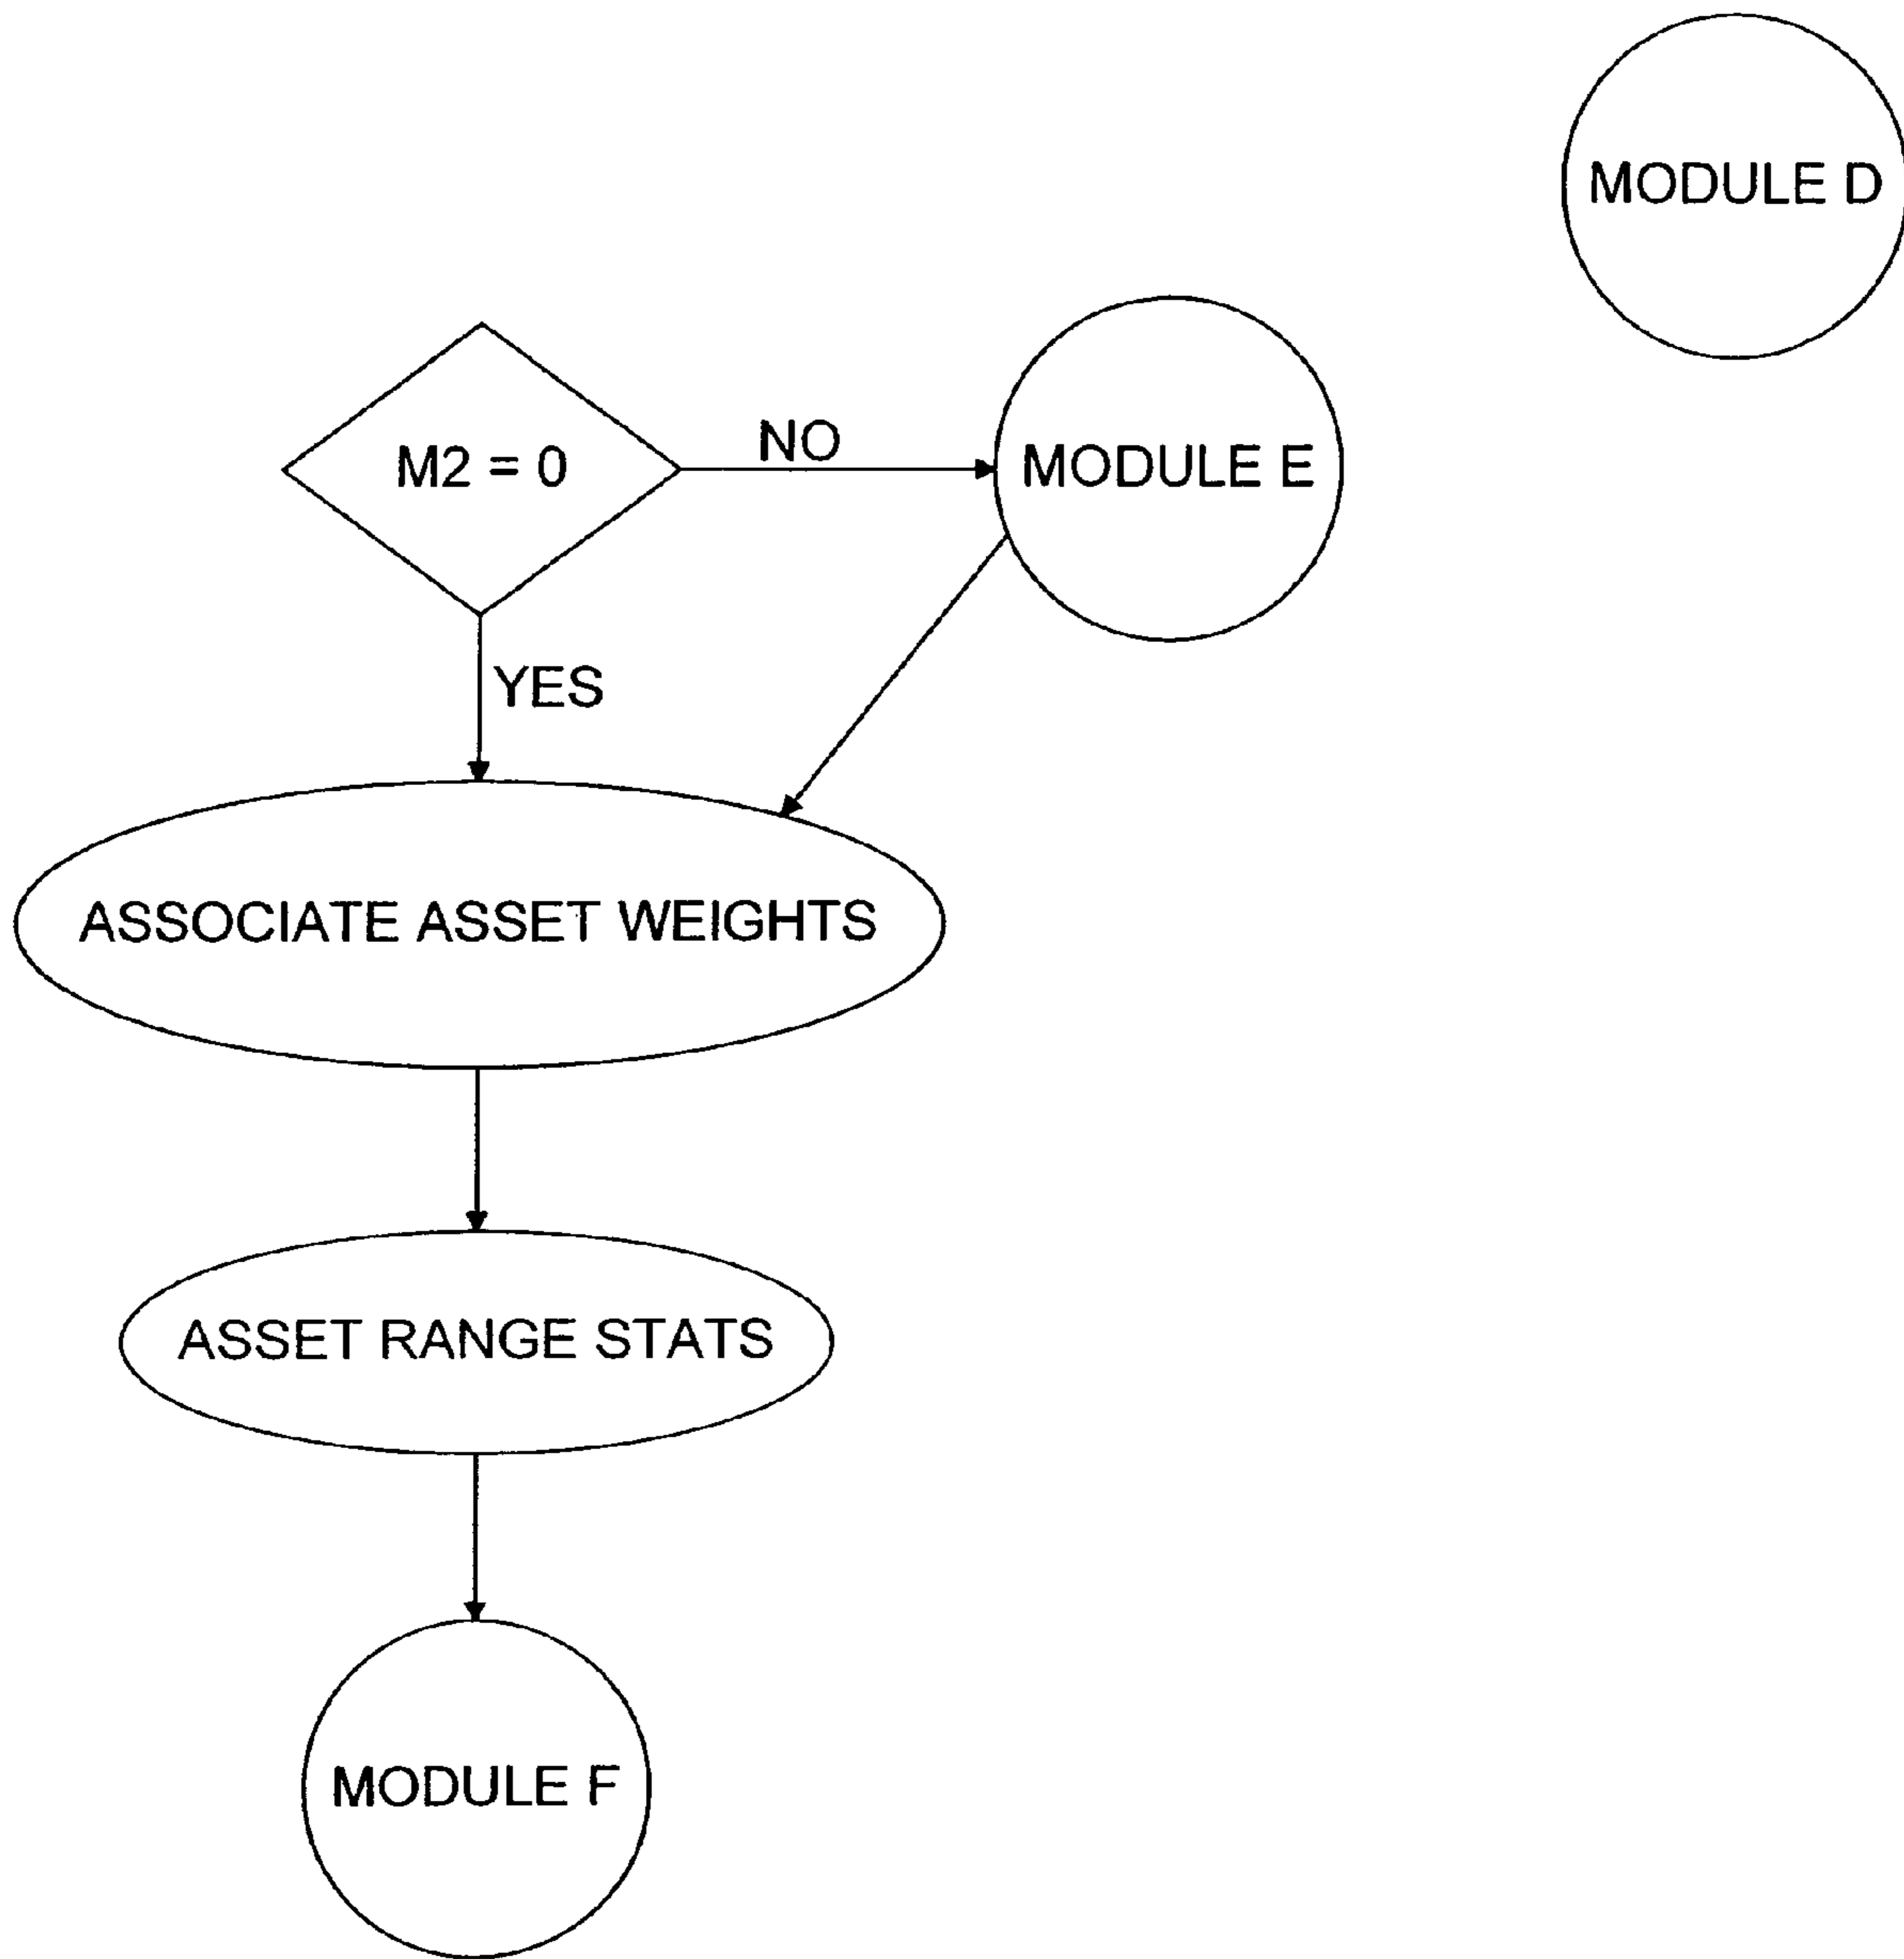 MODULE D
M2 = 0
NO
MODULE E
YES
ASSOCIATE ASSET WEIGHTS
ASSET RANGE STATS
MODULE F